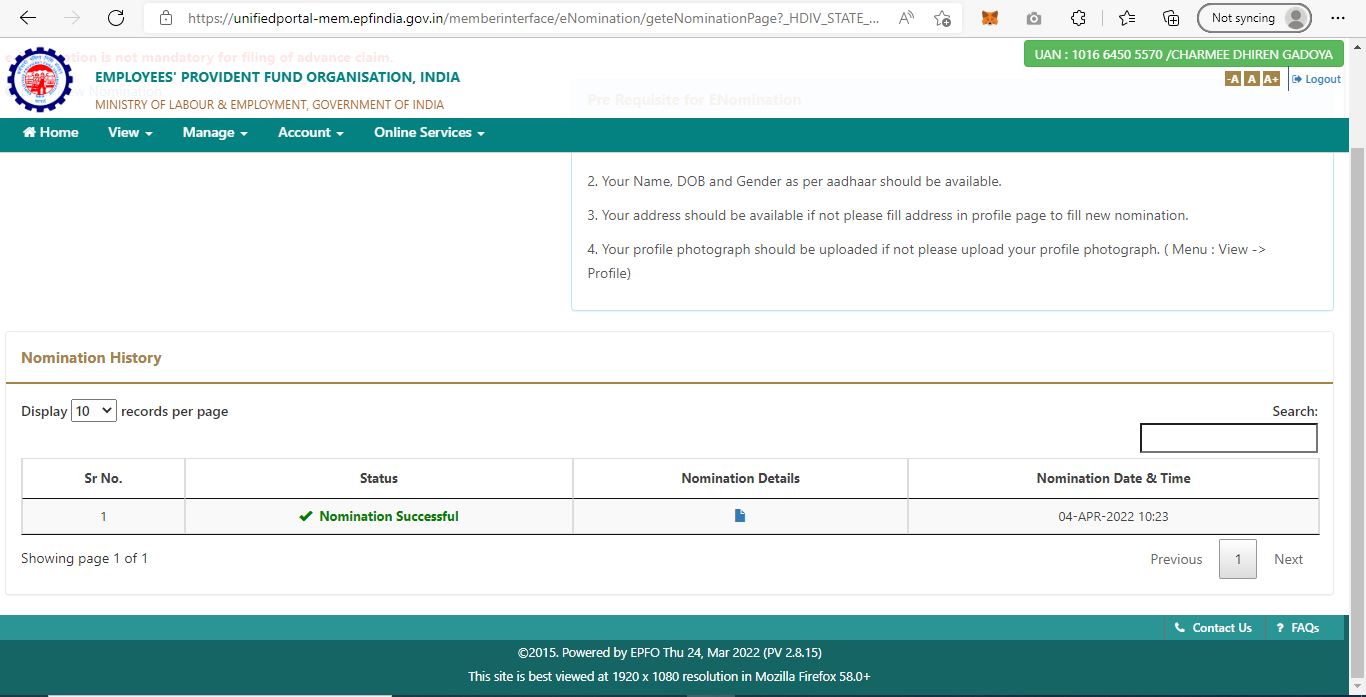 https://unifiedportal-mem.epfindia.gov.in/memberinterface/eNomination/geteNominationPage?_HDIV_STATE_...
Not syncing
tion is not mandatory for filing of advance claim.
UAN : 1016 6450 5570 /CHARMEE DHIREN GADOYA
EMPLOYEES' PROVIDENT FUND ORGANISATION, INDIA
-A A A+ Logout
Nomination
MINISTRY OF LABOUR & EMPLOYMENT, GOVERNMENT OF INDIA
Pre Requisite for ENomination
Home View Manage Account Online Services
2. Your Name, DOB and Gender as per aadhaar should be available.
3. Your address should be available if not please fill address in profile page to fill new nomination.
4. Your profile photograph should be uploaded if not please upload your profile photograph. ( Menu : View ->
Profile)
Nomination History
Display 10 records per page
Search:
Sr No. Status Nomination Details Nomination Date & Time
1 Nomination Successful 04-APR-2022 10:23
Showing page 1 of 1
Previous 1 Next
Contact Us ? FAQs
©2015. Powered by EPFO Thu 24, Mar 2022 (PV 2.8.15)
This site is best viewed at 1920 x 1080 resolution in Mozilla Firefox 58.0+